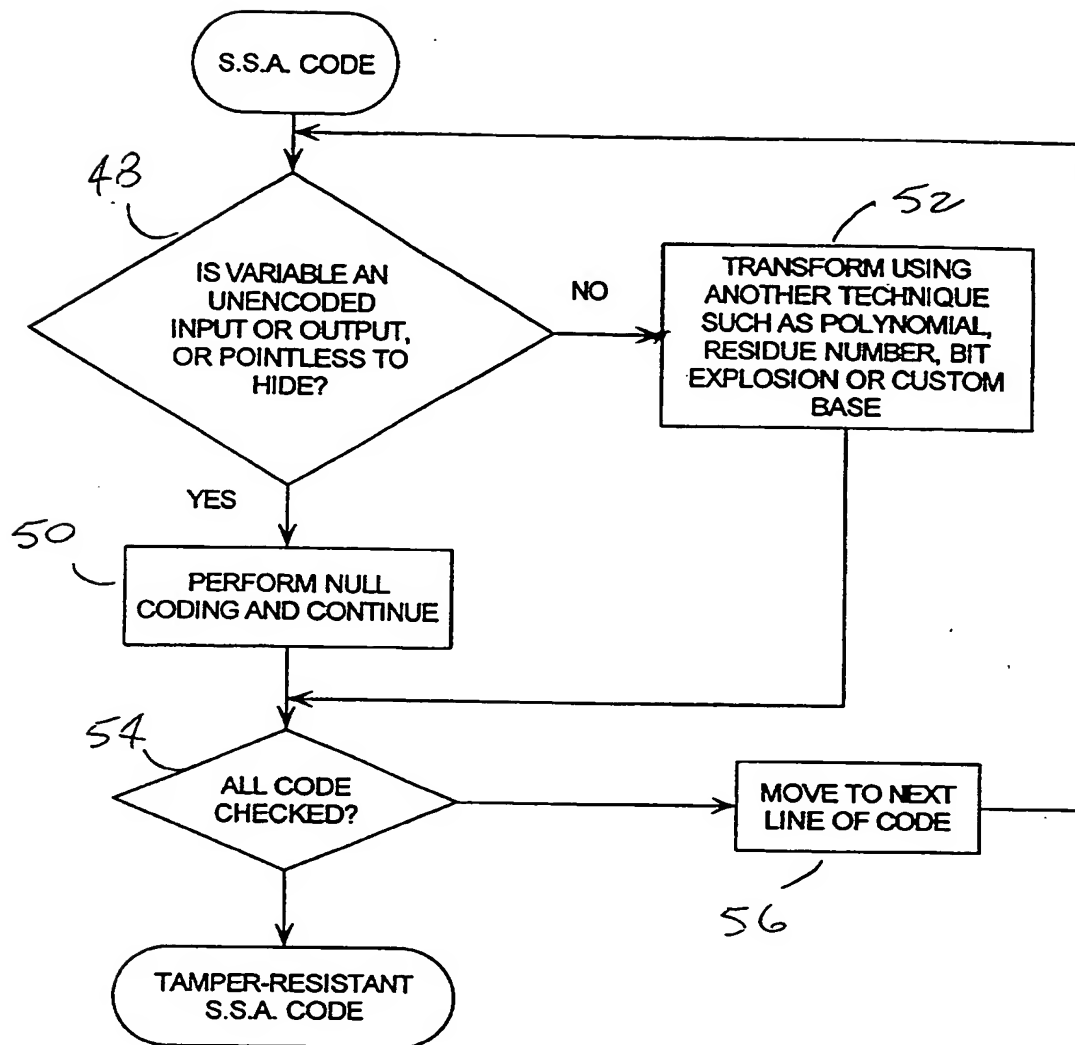 S.S.A. CODE
48
IS VARIABLE AN
UNENCODED
INPUT OR OUTPUT,
OR POINTLESS TO
HIDE?
NO
52
TRANSFORM USING
ANOTHER TECHNIQUE
SUCH AS POLYNOMIAL,
RESIDUE NUMBER, BIT
EXPLOSION OR CUSTOM
BASE
YES
50
PERFORM NULL
CODING AND CONTINUE
54
ALL CODE
CHECKED?
MOVE TO NEXT
LINE OF CODE
56
TAMPER-RESISTANT
S.S.A. CODE